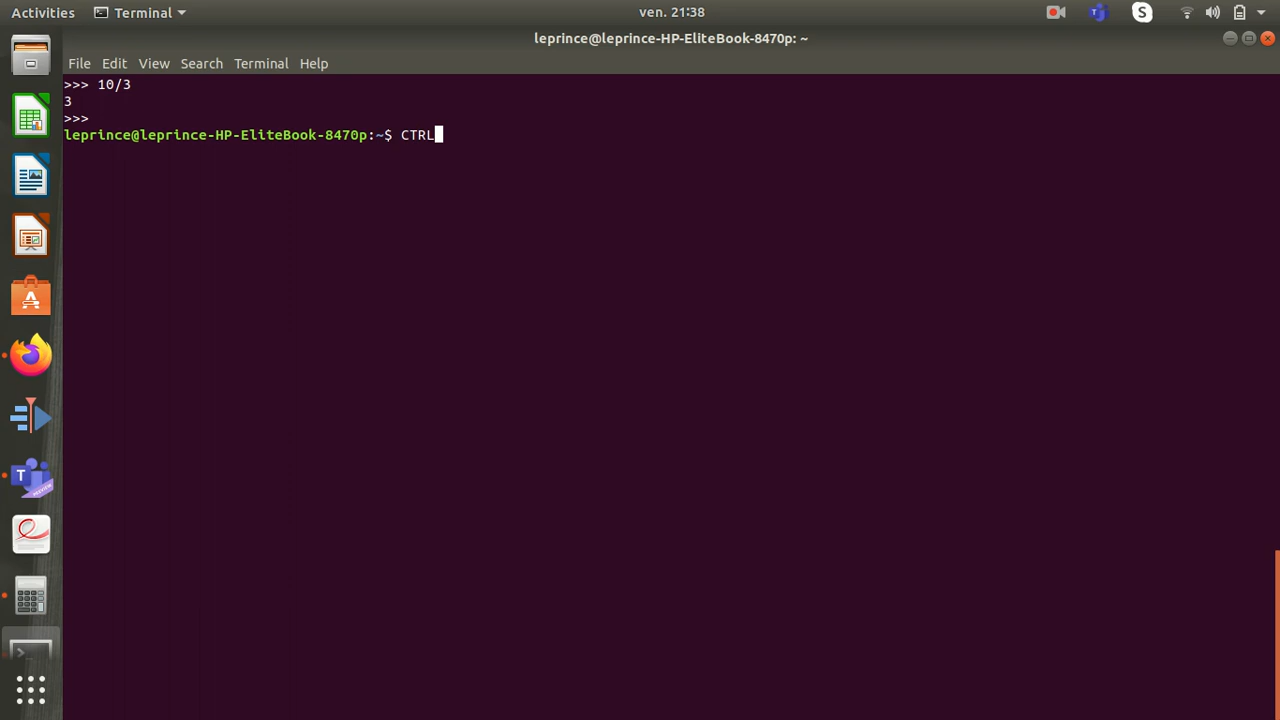 Activities Terminal ven. 21:38
leprince@leprince-HP-EliteBook-8470p: ~
File Edit View Search Terminal Help
>>> 10/3
3
>>>
leprince@leprince-HP-EliteBook-8470p:~$ CTRL